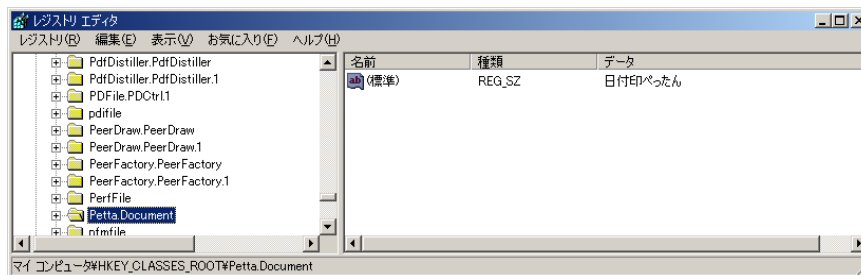 レジストリ エディタ
レジストリ(R) 編集(E) 表示(V) お気に入り(F) ヘルプ(H)
PdfDistiller.PdfDistiller
PdfDistiller.PdfDistiller.1
PDFile.PDCtrl.1
pdifile
PeerDraw.PeerDraw
PeerDraw.PeerDraw.1
PeerFactory.PeerFactory
PeerFactory.PeerFactory.1
PerfFile
Petta.Document
pfmfile
名前 種類 データ
ab (標準) REG_SZ 日付印ぺったん
マイ コンピュータ¥HKEY_CLASSES_ROOT¥Petta.Document